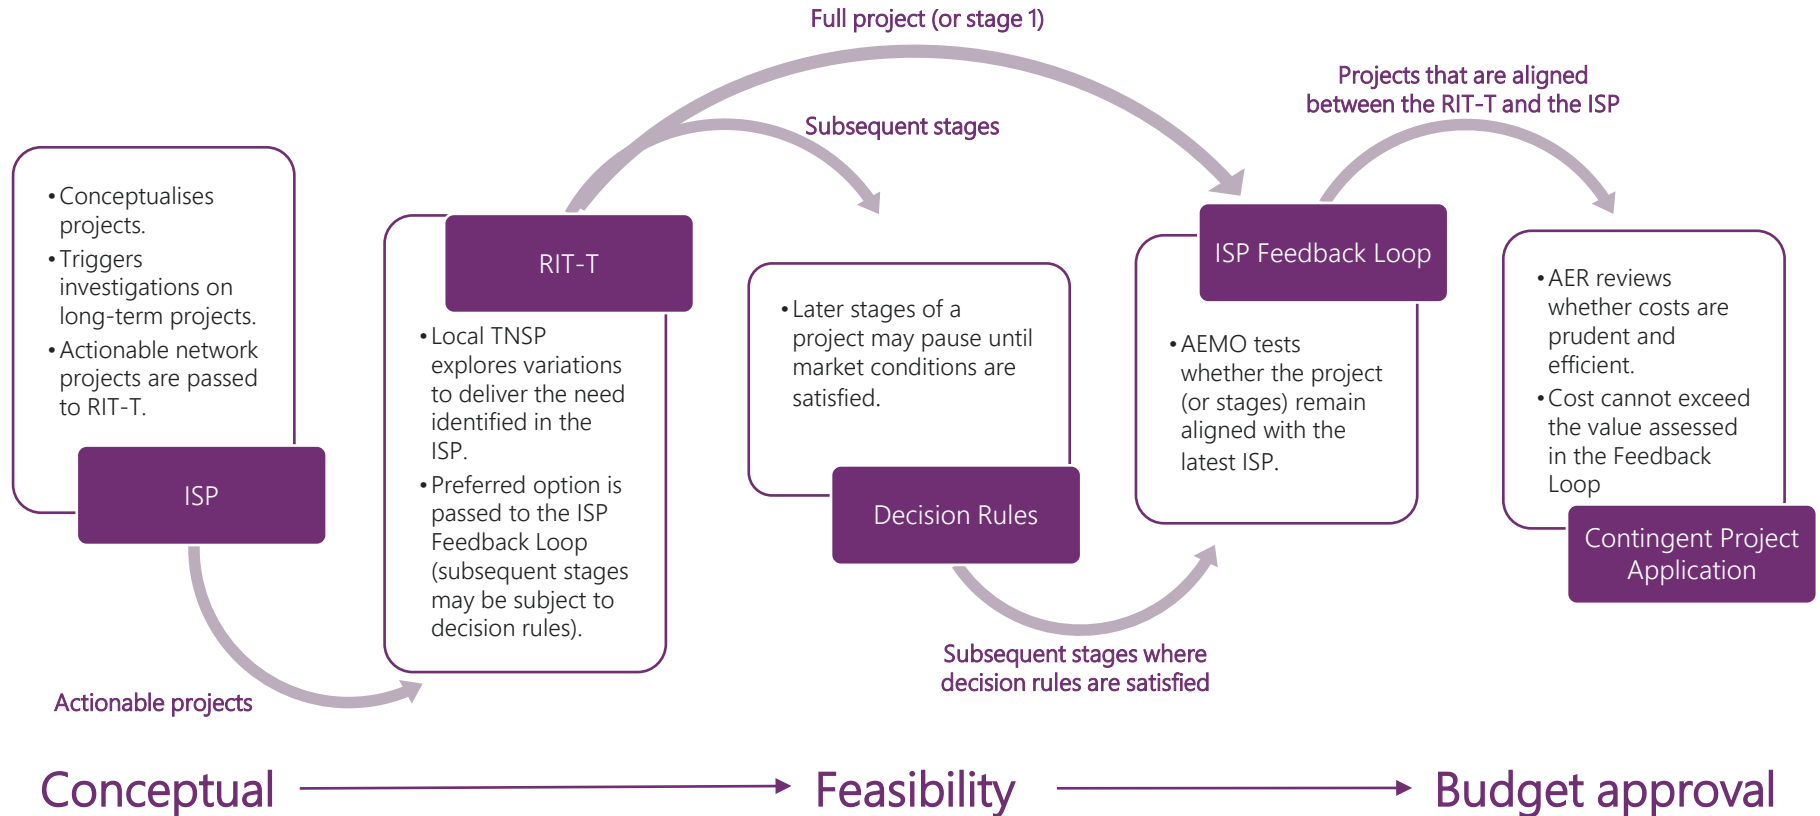 Full project (or stage 1)
Projects that are aligned
between the RIT-T and the ISP
Subsequent stages
•Conceptualises
projects.
•Triggers
investigations on
long-term projects.
•Actionable network
projects are passed
to RIT-T.
ISP
Actionable projects
RIT-T
•Local TNSP
explores variations
to deliver the need
identified in the
ISP.
•Preferred option is
passed to the ISP
Feedback Loop
(subsequent stages
may be subject to
decision rules).
•Later stages of a
project may pause until
market conditions are
satisfied.
Decision Rules
Subsequent stages where
decision rules are satisfied
ISP Feedback Loop
•AEMO tests
whether the project
(or stages) remain
aligned with the
latest ISP.
•AER reviews
whether costs are
prudent and
efficient.
•Cost cannot exceed
the value assessed
in the Feedback
Loop
Contingent Project
Application
Conceptual
Feasibility
Budget approval